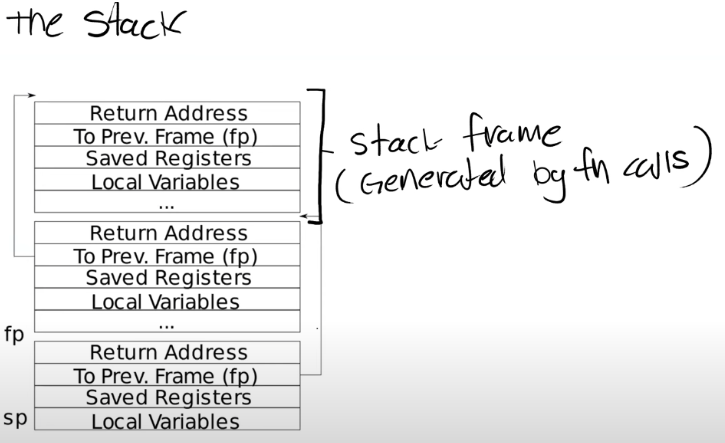 the Stack
Return Address
To Prev. Frame (fp)
Saved Registers
Local Variables
...
Stack frame
(Generated by fn calls)
Return Address
To Prev. Frame (fp)
Saved Registers
Local Variables
...
fp
Return Address
To Prev. Frame (fp)
Saved Registers
sp
Local Variables